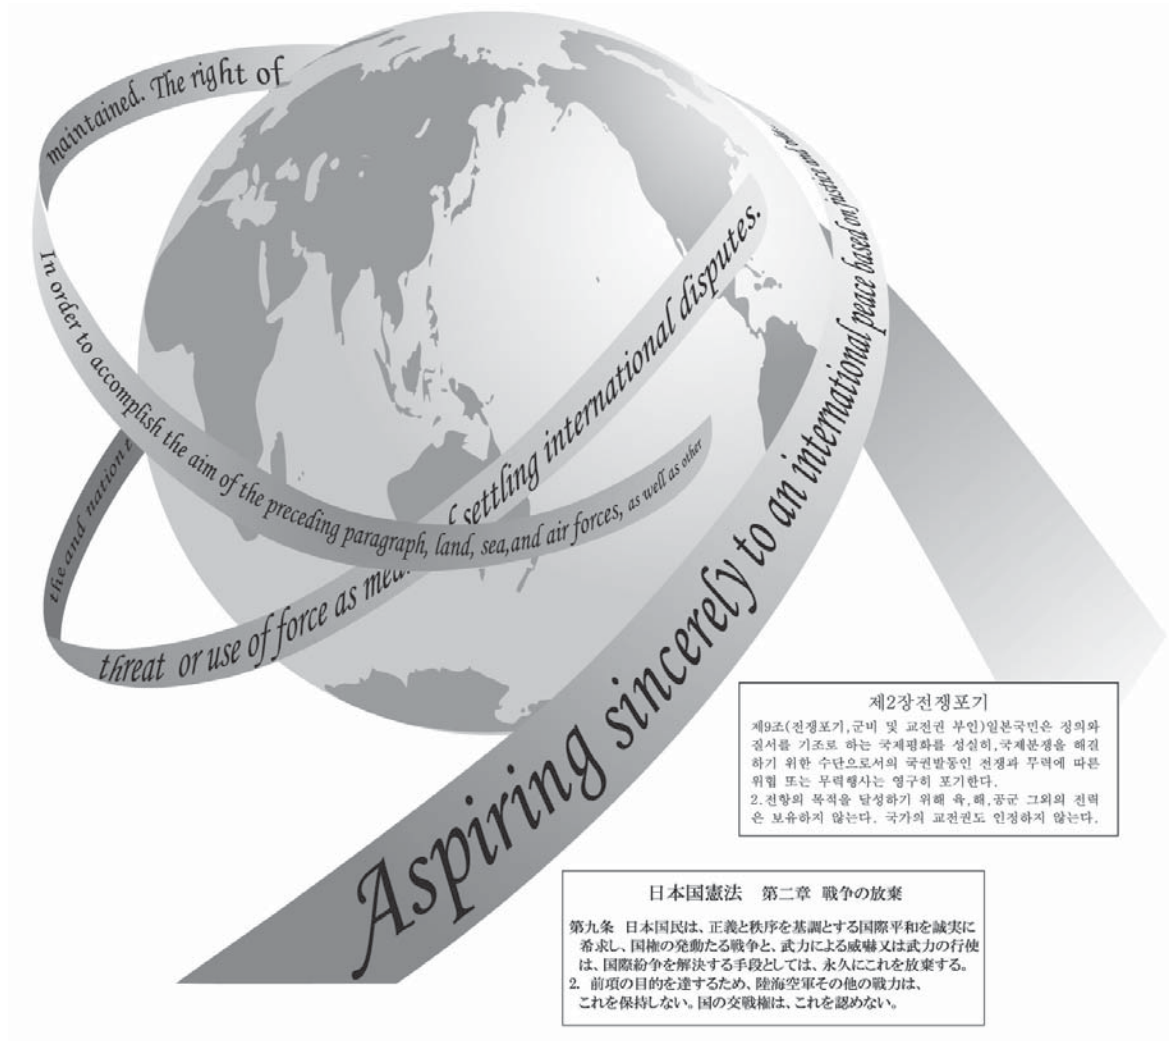 Aspiring sincerely to an international peace based on justice and order,
the and nation
threat or use of force as
settling international disputes.
In order to accomplish the aim of the preceding paragraph, land, sea,and air forces, as well as other
maintained. The right of
제2장전쟁포기
제9조(전쟁포기,군비 및 교전권 부인)일본국민은 정의와
질서를 기조로 하는 국제평화를 성실히,국제분쟁을 해결
하기 위한 수단으로서의 국권발동인 전쟁과 무력에 따른
위협 또는 무력행사는 영구히 포기한다.
2.전항의 목적을 달성하기 위해 육,해,공군 그외의 전력
은 보유하지 않는다. 국가의 교전권도 인정하지 않는다.
日本国憲法 第二章 戦争の放棄
第九条 日本国民は、正義と秩序を基調とする国際平和を誠実に
希求し、国権の発動たる戦争と、武力による威嚇又は武力の行使
は、国際紛争を解決する手段としては、永久にこれを放棄する。
2. 前項の目的を達するため、陸海空軍その他の戦力は、
これを保持しない。国の交戦権は、これを認めない。